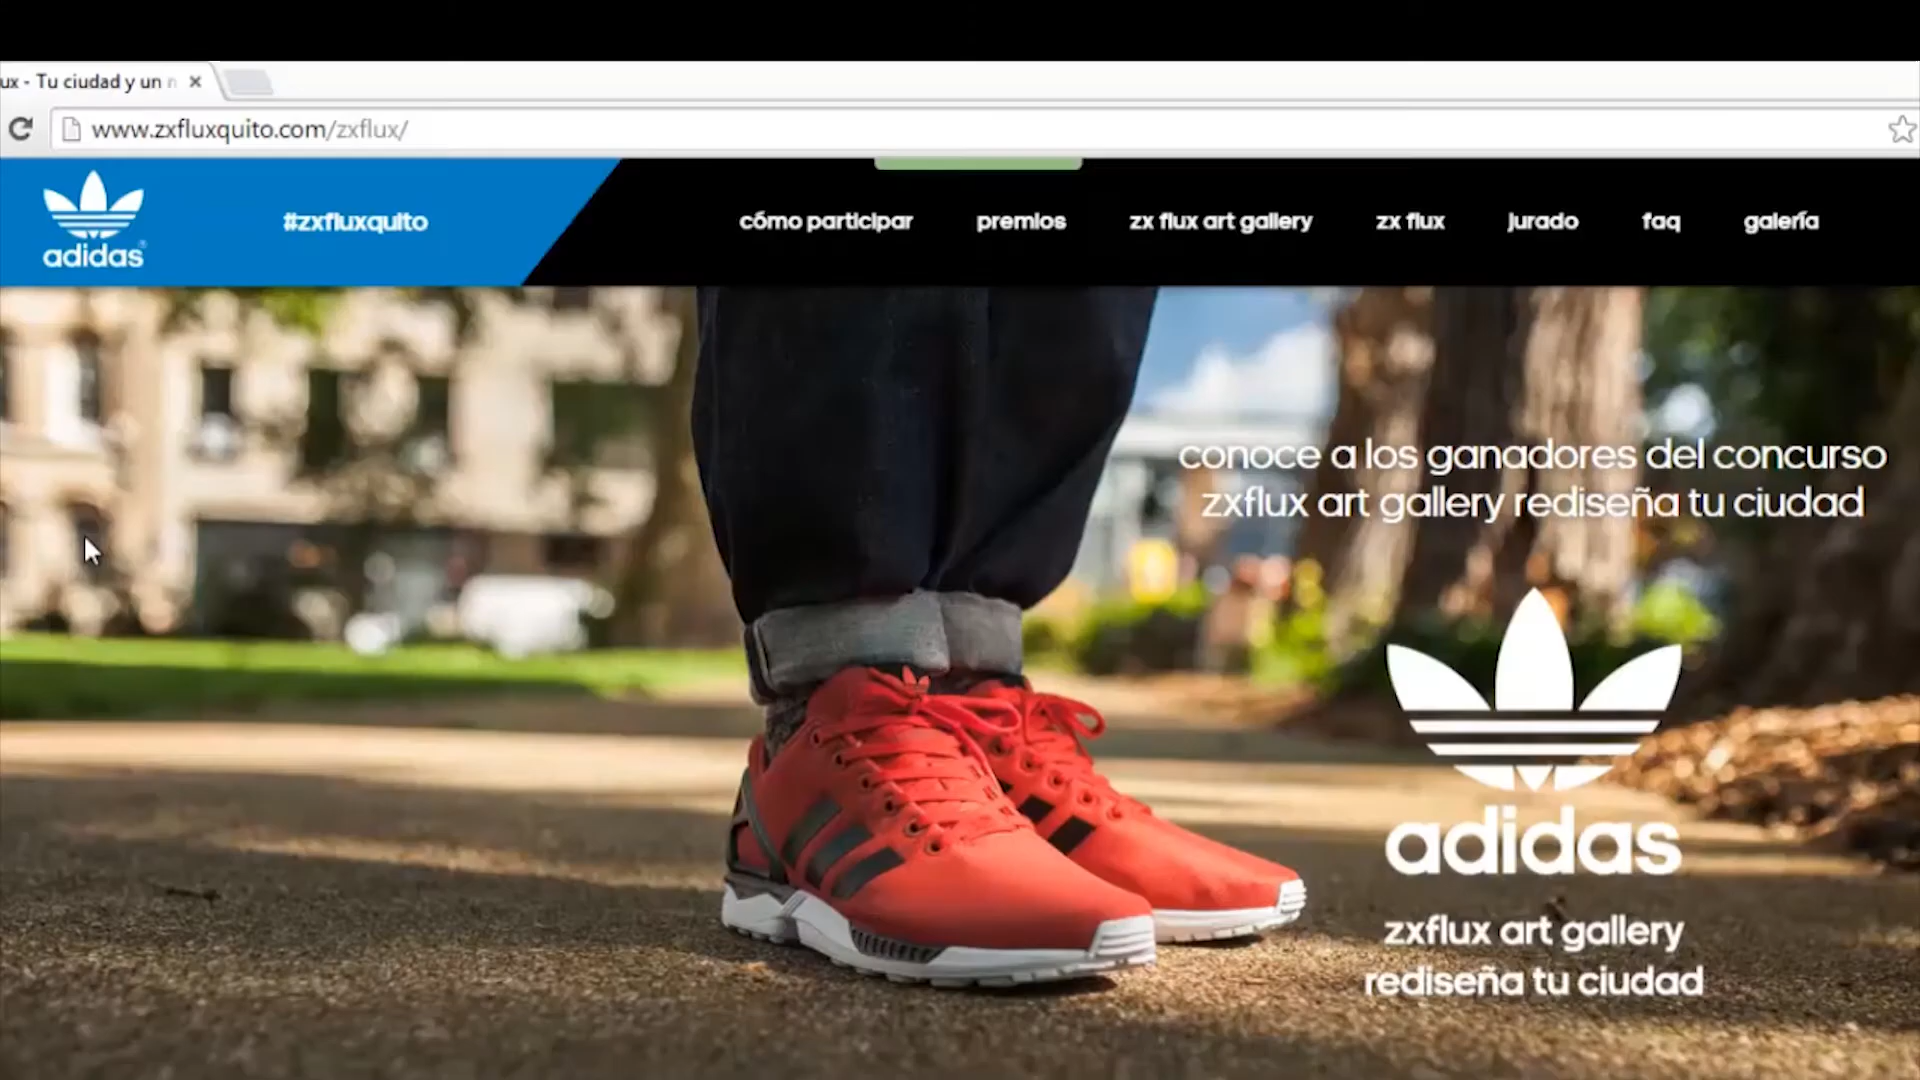 ux - Tu ciudad y un n
www.zxfluxquito.com/zxflux/
adidas
#zxfluxquito
cómo participar
premios
zx flux art gallery
zx flux
jurado
faq
galería
conoce a los ganadores del concurso
zxflux art gallery rediseña tu ciudad
adidas
zxflux art gallery
rediseña tu ciudad